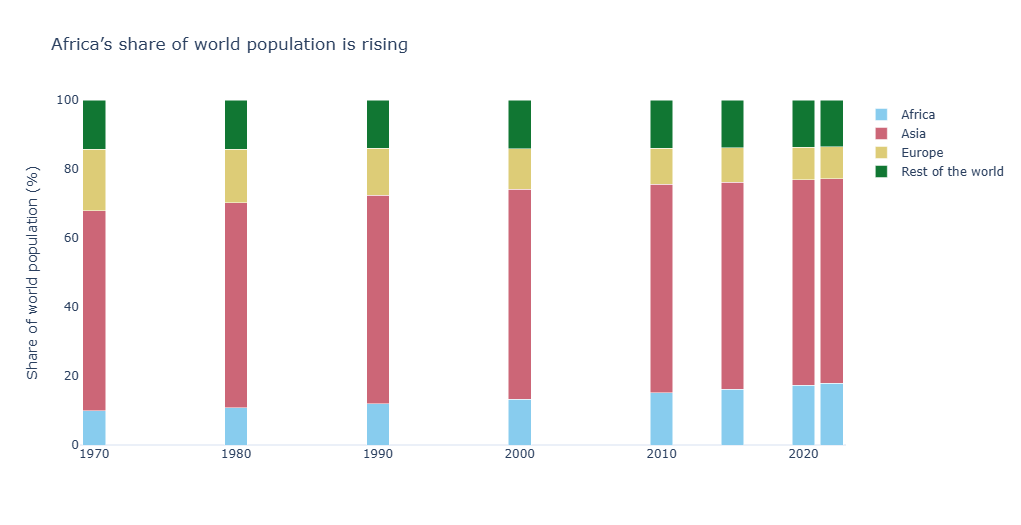 Africa’s share of world population is rising
Share of world population (%)
100
80
60
40
20
0
1970
1980
1990
2000
2010
2020
Africa
Asia
Europe
Rest of the world